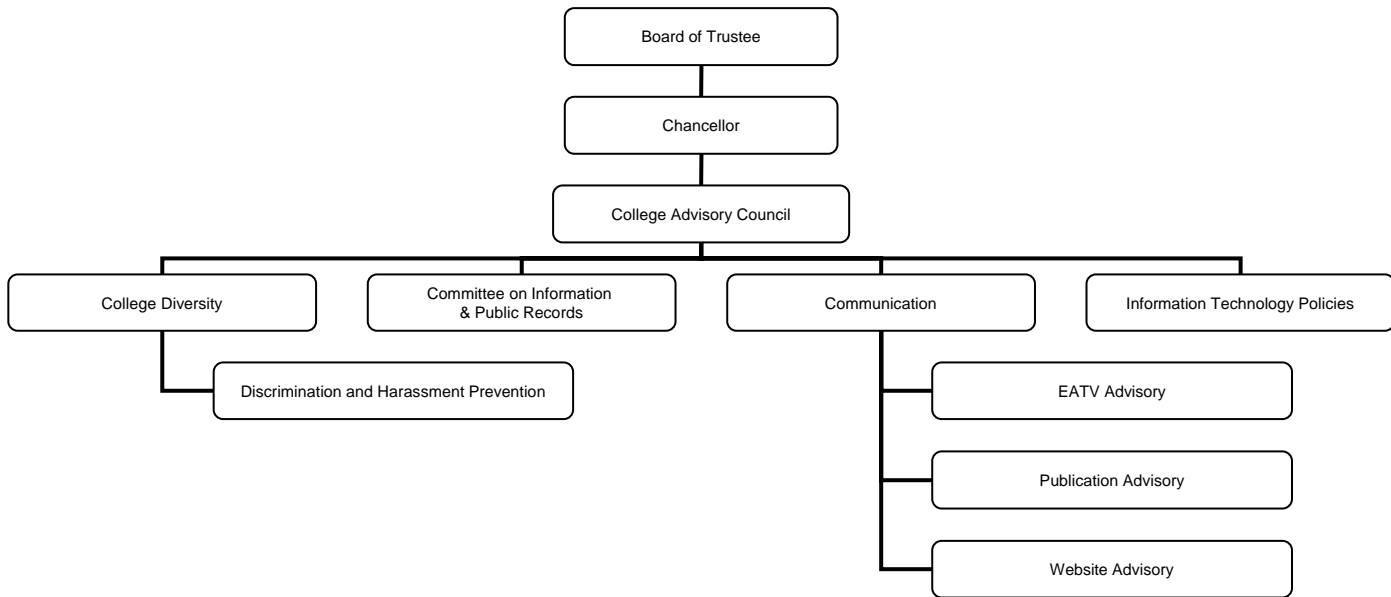 Board of Trustee
Chancellor
College Advisory Council
College Diversity
Committee on Information
& Public Records
Communication
Information Technology Policies
Discrimination and Harassment Prevention
EATV Advisory
Publication Advisory
Website Advisory